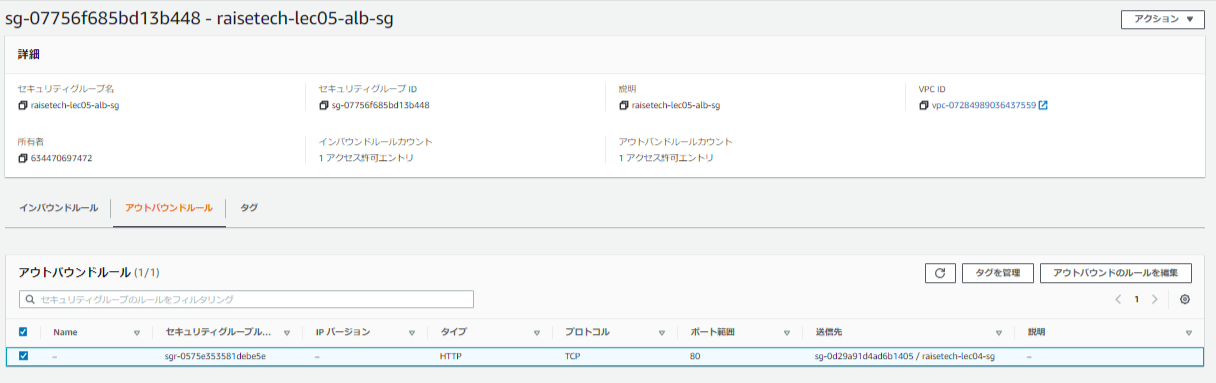 sg-07756f685bd13b448 - raisetech-lec05-alb-sg
アクション ▼
詳細
セキュリティグループ名
raisetech-lec05-alb-sg
セキュリティグループ ID
sg-07756f685bd13b448
説明
raisetech-lec05-alb-sg
VPC ID
vpc-07284989036437559
所有者
634470697472
インバウンドルールカウント
1 アクセス許可エントリ
アウトバンドルールカウント
1 アクセス許可エントリ
インバウンドルール アウトバウンドルール タグ
アウトバウンドルール (1/1)
タグを管理 アウトバウンドのルールを編集
セキュリティグループのルールをフィルタリング
1
Name セキュリティグループル... IP バージョン タイプ プロトコル ポート範囲 送信先 説明
– sgr-0575e353581debe5e – HTTP TCP 80 sg-0d29a91d4ad6b1405 / raisetech-lec04-sg –